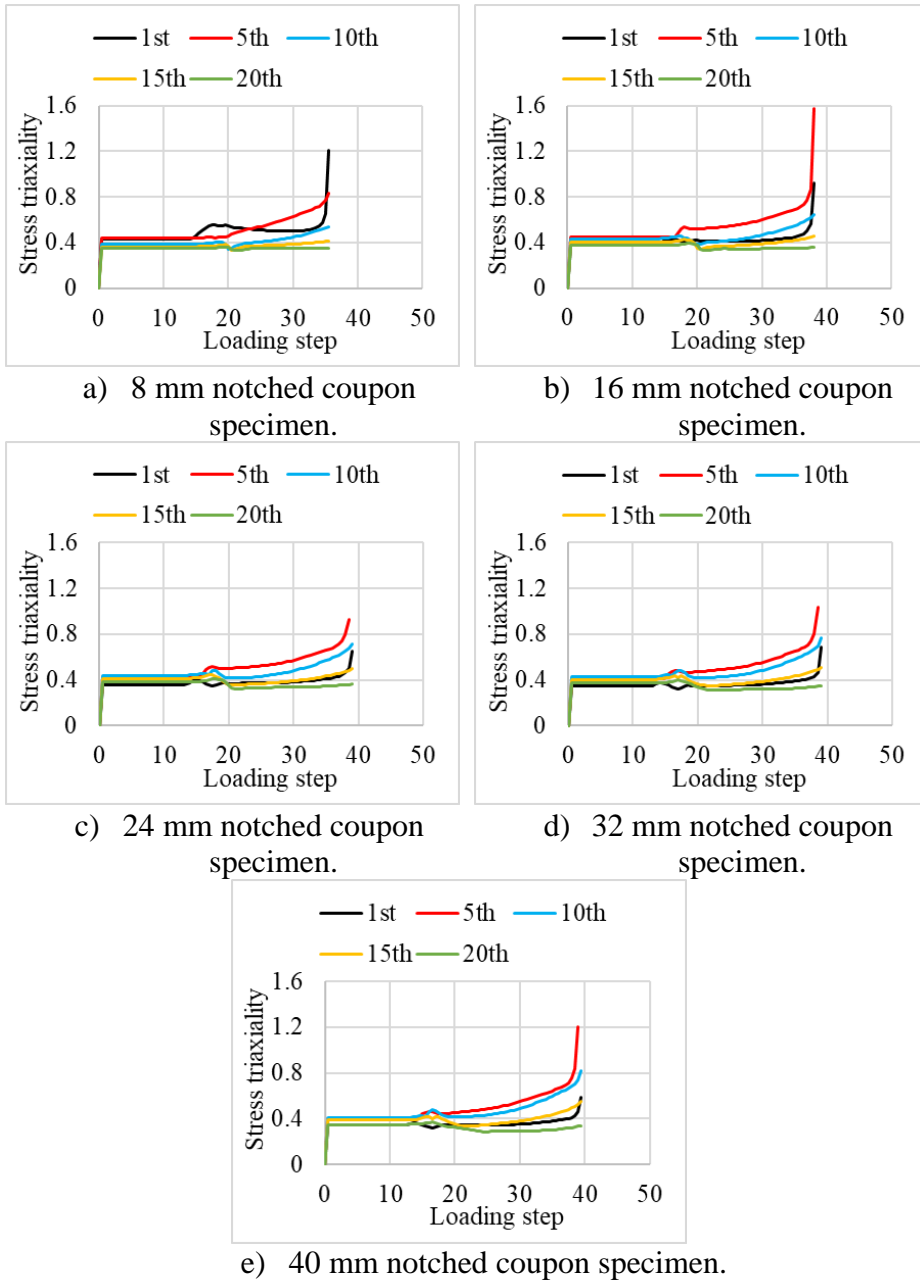 1st 5th 10th
15th 20th
1.6
1.2
0.8
0.4
0
Stress triaxiality
0 10 20 30 40 50
Loading step
a) 8 mm notched coupon
specimen.
1st 5th 10th
15th 20th
1.6
1.2
0.8
0.4
0
Stress triaxiality
0 10 20 30 40 50
Loading step
b) 16 mm notched coupon
specimen.
1st 5th 10th
15th 20th
1.6
1.2
0.8
0.4
0
Stress triaxiality
0 10 20 30 40 50
Loading step
c) 24 mm notched coupon
specimen.
1st 5th 10th
15th 20th
1.6
1.2
0.8
0.4
0
Stress triaxiality
0 10 20 30 40 50
Loading step
d) 32 mm notched coupon
specimen.
1st 5th 10th
15th 20th
1.6
1.2
0.8
0.4
0
Stress triaxiality
0 10 20 30 40 50
Loading step
e) 40 mm notched coupon specimen.